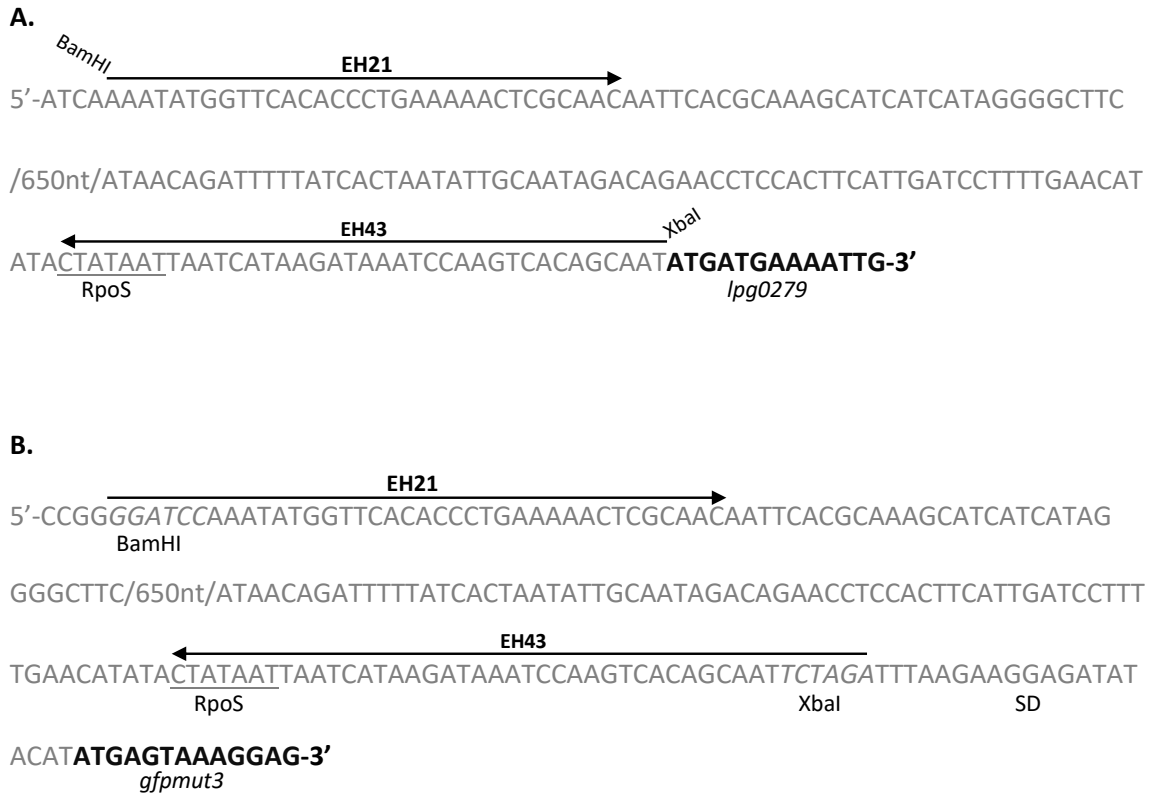 A.
BamHI
EH21
5’-ATCAAAATATGGTTCACACCCTGAAAAACTCGCAACAATTCACGCAAAGCATCATCATAGGGGCTTC
/650nt/ATAACAGATTTTTATCACTAATATTGCAATAGACAGAACCTCCACTTCATTGATCCTTTTGAACAT
EH43
XbaI
ATACTATAATTAATCATAAGATAAATCCAAGTCACAGCAATATGATGAAAATTG-3’
RpoS
lpg0279
B.
EH21
5’-CCGGGGATCCAAATATGGTTCACACCCTGAAAAACTCGCAACAATTCACGCAAAGCATCATCATAG
BamHI
GGGCTTC/650nt/ATAACAGATTTTTATCACTAATATTGCAATAGACAGAACCTCCACTTCATTGATCCTTT
EH43
TGAACATATACTATAATTAATCATAAGATAAATCCAAGTCACAGCAATTCTAGATTTAAGAAGGAGATAT
RpoS
XbaI
SD
ACATATGAGTAAAGGAG-3’
gfpmut3